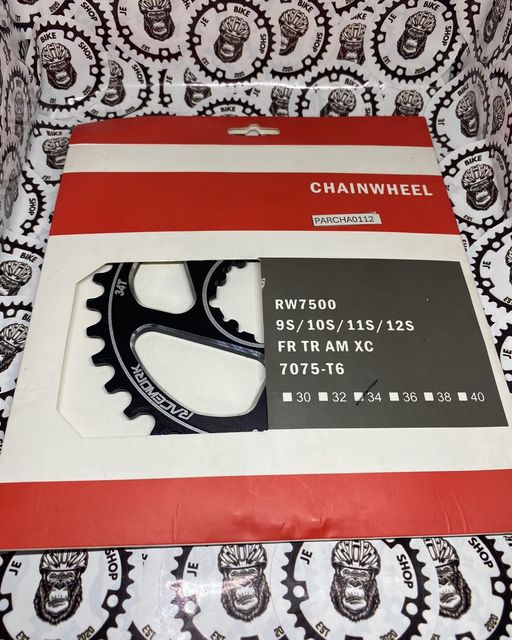 CHAINWHEEL
PARCHA0112
34T
RACEWORK
RW7500
9S/10S/11S/12S
FR TR AM XC
7075-T6
30 32 34 36 38 40
JE BIKE SHOP
EST 2020